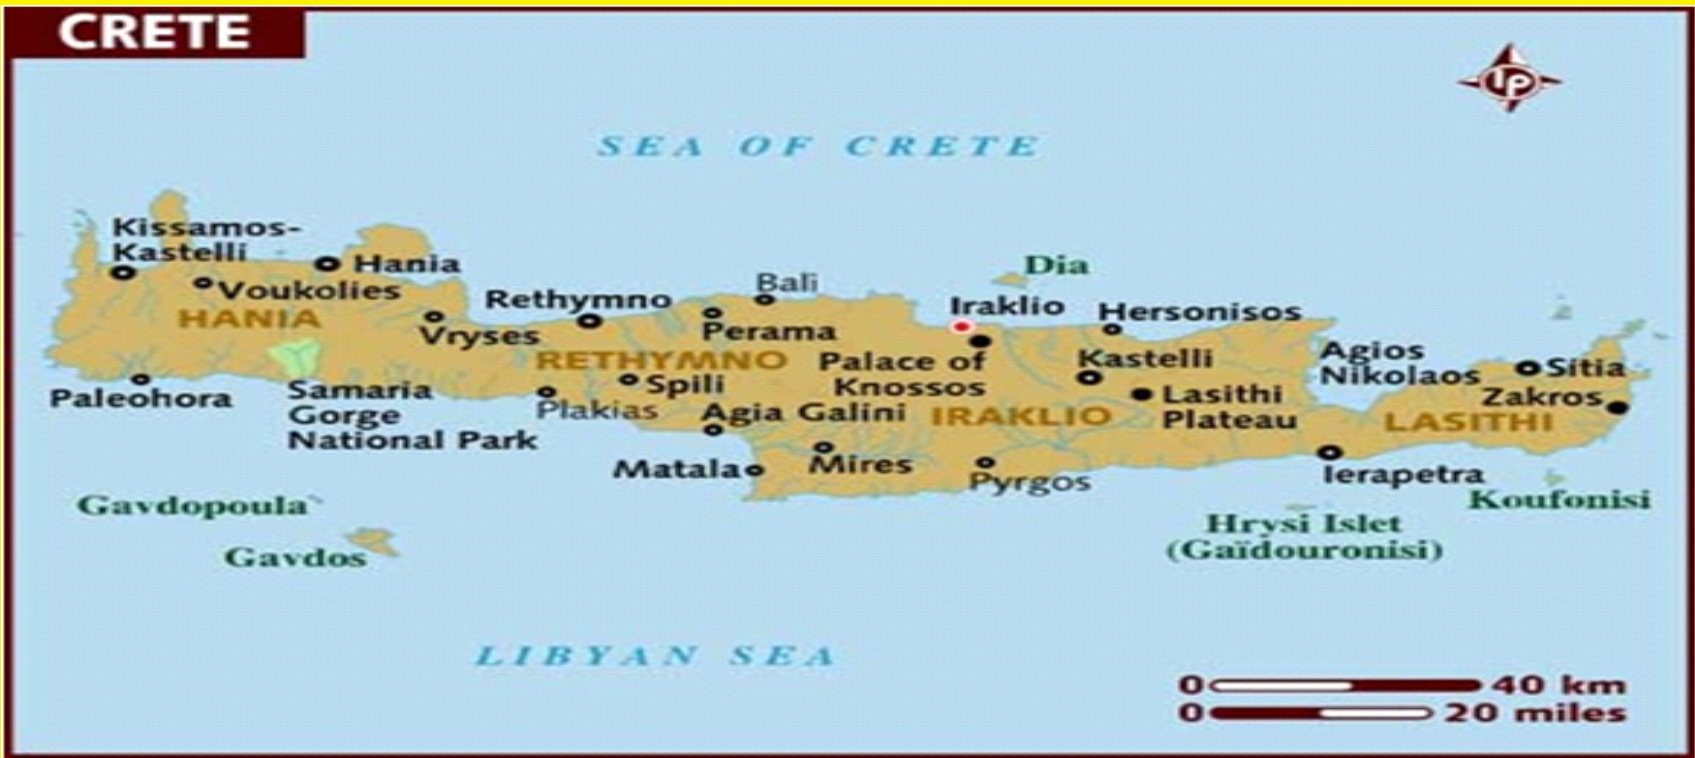 CRETE
lp
SEA OF CRETE
Kissamos-
Kastelli
Hania
Voukolies
HANIA
Vryses
Paleohora
Samaria
Gorge
National Park
Rethymno
Bali
Perama
RETHYMNO
Spili
Plakias
Agia Galini
Matala
Mires
Dia
Iraklio
Hersonisos
Palace of
Knossos
Kastelli
Lasithi
Plateau
IRAKLIO
Pyrgos
Agios
Nikolaos
Sítia
Zakros
LASITHI
Ierapetra
Koufonisi
Hrysi Islet
(Gaïdouronisi)
Gavdopoula
Gavdos
LIBYAN SEA
0 40 km
0 20 miles